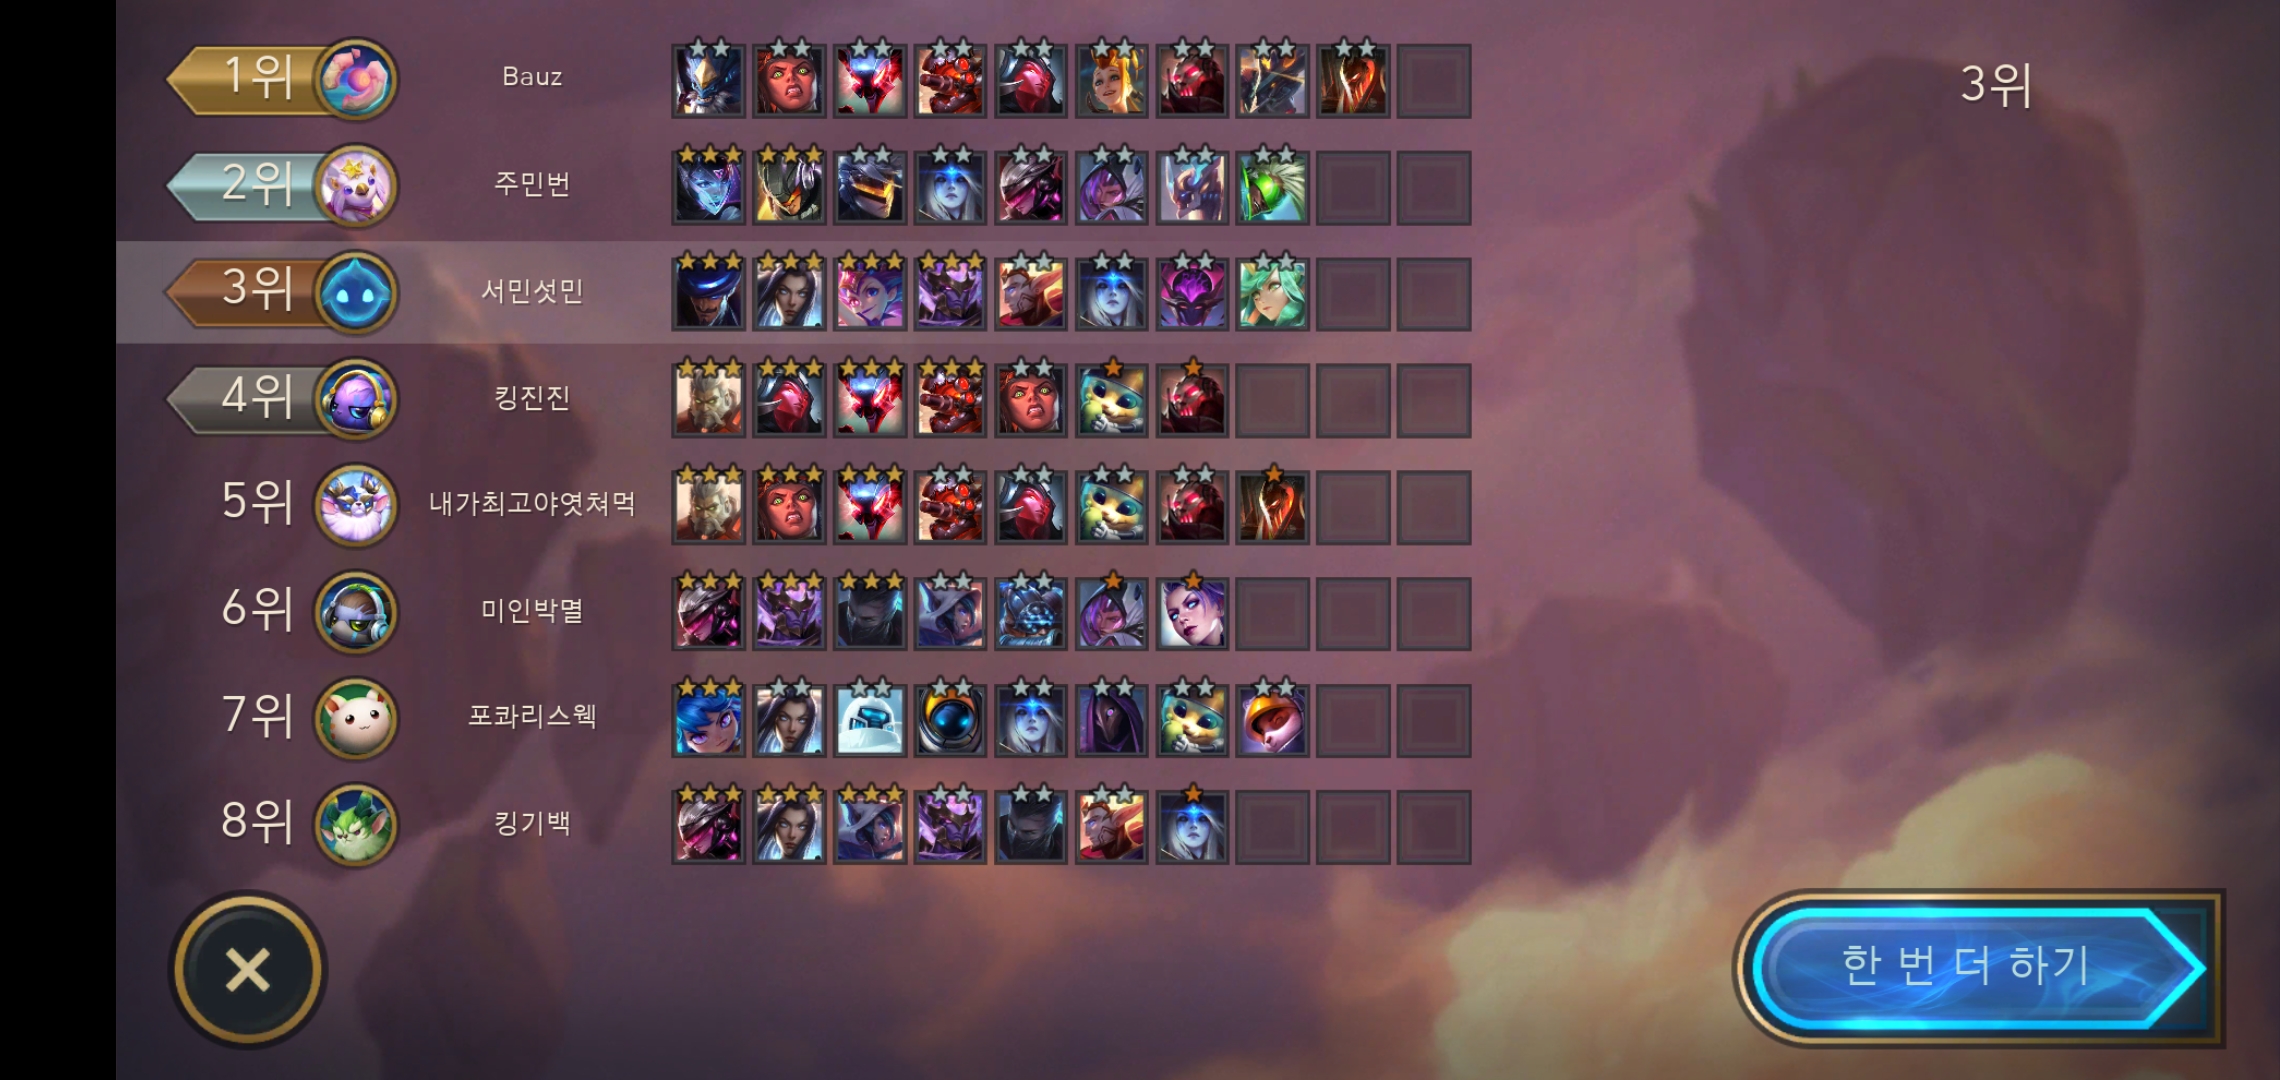 1위 Bauz
3위
2위 주민번
3위 서민섯민
4위 킹진진
5위 내가최고야엿쳐먹
6위 미인박멸
7위 포콰리스웩
8위 킹기백
한 번 더 하기